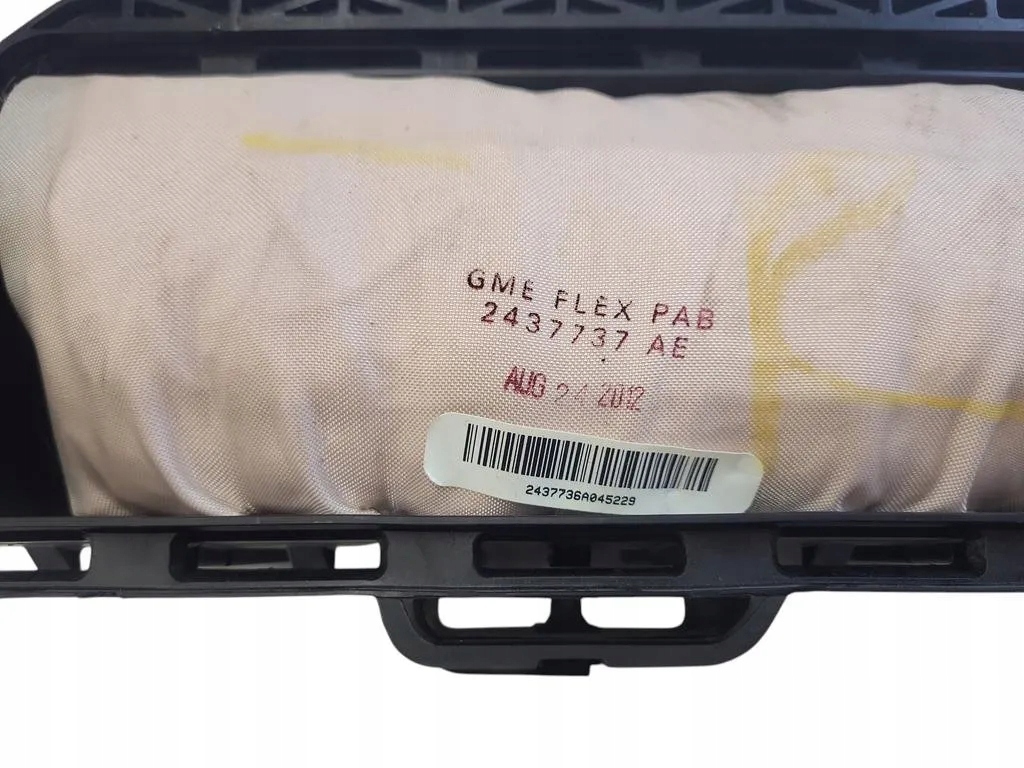 GME FLEX PAB
2437737 AE
AUG 24 2012
2437736A045229